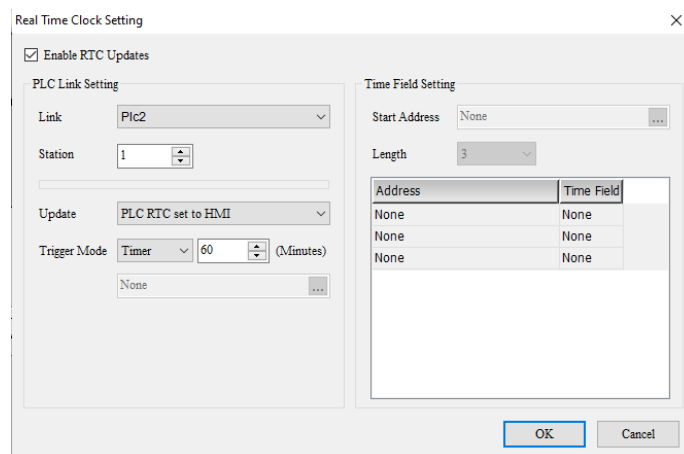 Real Time Clock Setting
Enable RTC Updates
PLC Link Setting
Link Plc2
Station 1
Update PLC RTC set to HMI
Trigger Mode Timer 60 (Minutes)
None ...
Time Field Setting
Start Address None ...
Length 3
Address Time Field
None None
None None
None None
OK Cancel